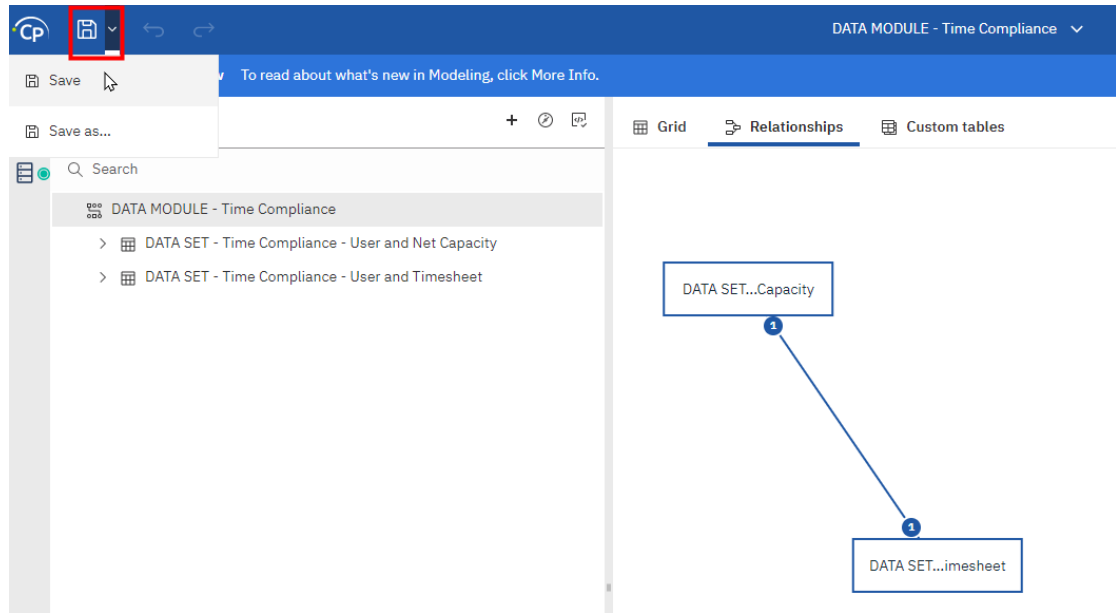 Cp
DATA MODULE - Time Compliance
Save
To read about what's new in Modeling, click More Info.
Save as...
Grid
Relationships
Custom tables
Search
DATA MODULE - Time Compliance
DATA SET - Time Compliance - User and Net Capacity
DATA SET - Time Compliance - User and Timesheet
DATA SET...Capacity
1
1
DATA SET...imesheet